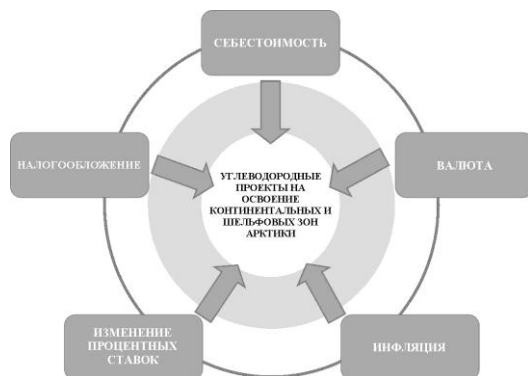 СЕБЕСТОИМОСТЬ
НАЛОГООБЛОЖЕНИЕ
ВАЛЮТА
УГЛЕВОДОРОДНЫЕ
ПРОЕКТЫ НА
ОСВОЕНИЕ
КОНТИНЕНТАЛЬНЫХ И
ШЕЛЬФОВЫХ ЗОН
АРКТИКИ
ИЗМЕНЕНИЕ
ПРОЦЕНТНЫХ
СТАВОК
ИНФЛЯЦИЯ